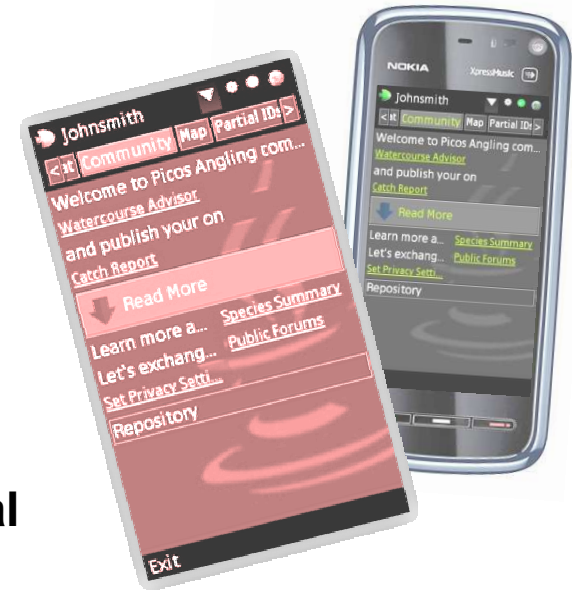 Johnsmith
< at Community Map Partial IDs >
Welcome to Picos Angling com...
Watercourse Advisor
and publish your on
Catch Report
Read More
Learn more a... Species Summary
Let's exchang... Public Forums
Set Privacy Setti...
Repository
Exit
NOKIA XpressMusic
Johnsmith
< at Community Map Partial IDs >
Welcome to Picos Angling com...
Watercourse Advisor
and publish your on
Catch Report
Read More
Learn more a... Species Summary
Let's exchang... Public Forums
Set Privacy Setti...
Repository
al